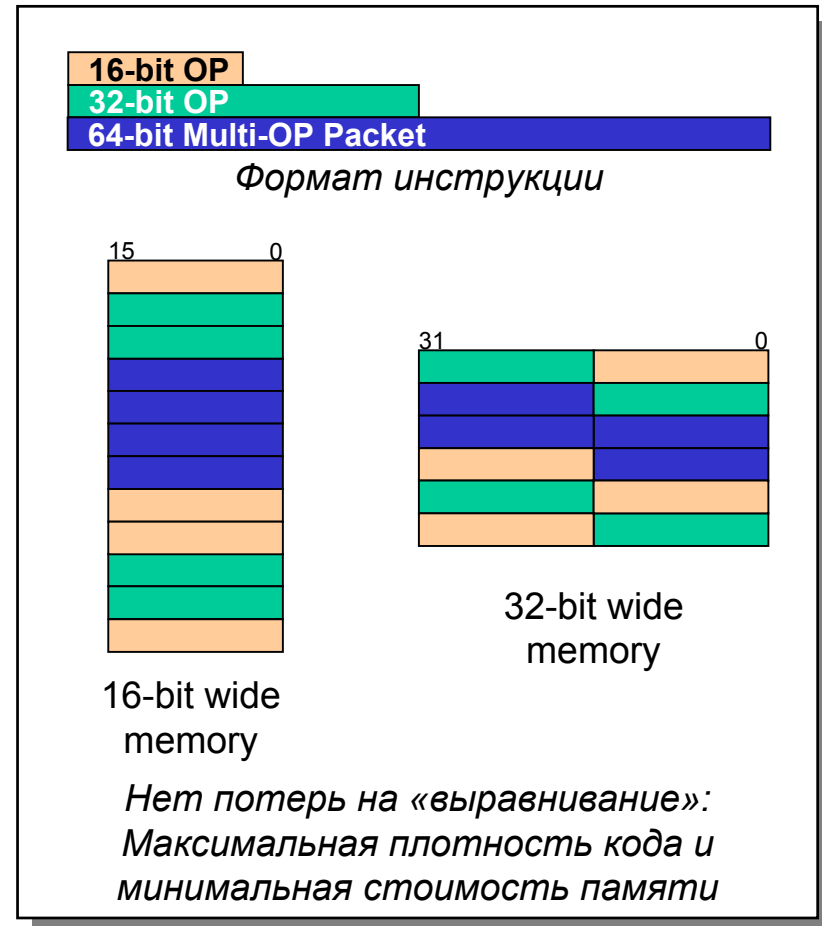 16-bit OP
32-bit OP
64-bit Multi-OP Packet
Формат инструкции
15 0
31 0
32-bit wide
memory
16-bit wide
memory
Нет потерь на «выравнивание»:
Максимальная плотность кода и
минимальная стоимость памяти